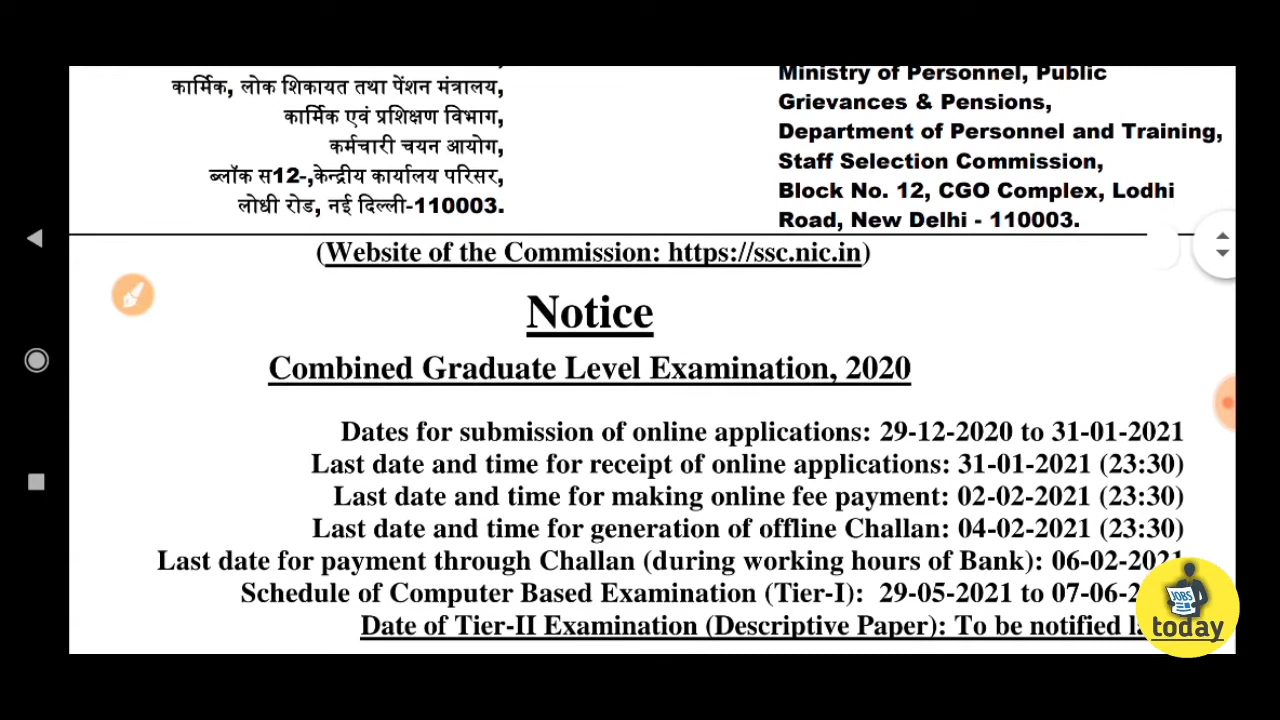 कार्मिक, लोक शिकायत तथा पेंशन मंत्रालय,
कार्मिक एवं प्रशिक्षण विभाग,
कर्मचारी चयन आयोग,
ब्लॉक स12-,केन्द्रीय कार्यालय परिसर,
लोधी रोड, नई दिल्ली-110003.
Ministry of Personnel, Public
Grievances & Pensions,
Department of Personnel and Training,
Staff Selection Commission,
Block No. 12, CGO Complex, Lodhi
Road, New Delhi - 110003.
(Website of the Commission: https://ssc.nic.in)
Notice
Combined Graduate Level Examination, 2020
Dates for submission of online applications: 29-12-2020 to 31-01-2021
Last date and time for receipt of online applications: 31-01-2021 (23:30)
Last date and time for making online fee payment: 02-02-2021 (23:30)
Last date and time for generation of offline Challan: 04-02-2021 (23:30)
Last date for payment through Challan (during working hours of Bank): 06-02-2021
Schedule of Computer Based Examination (Tier-I): 29-05-2021 to 07-06-2
Date of Tier-II Examination (Descriptive Paper): To be notified
JOBS
today